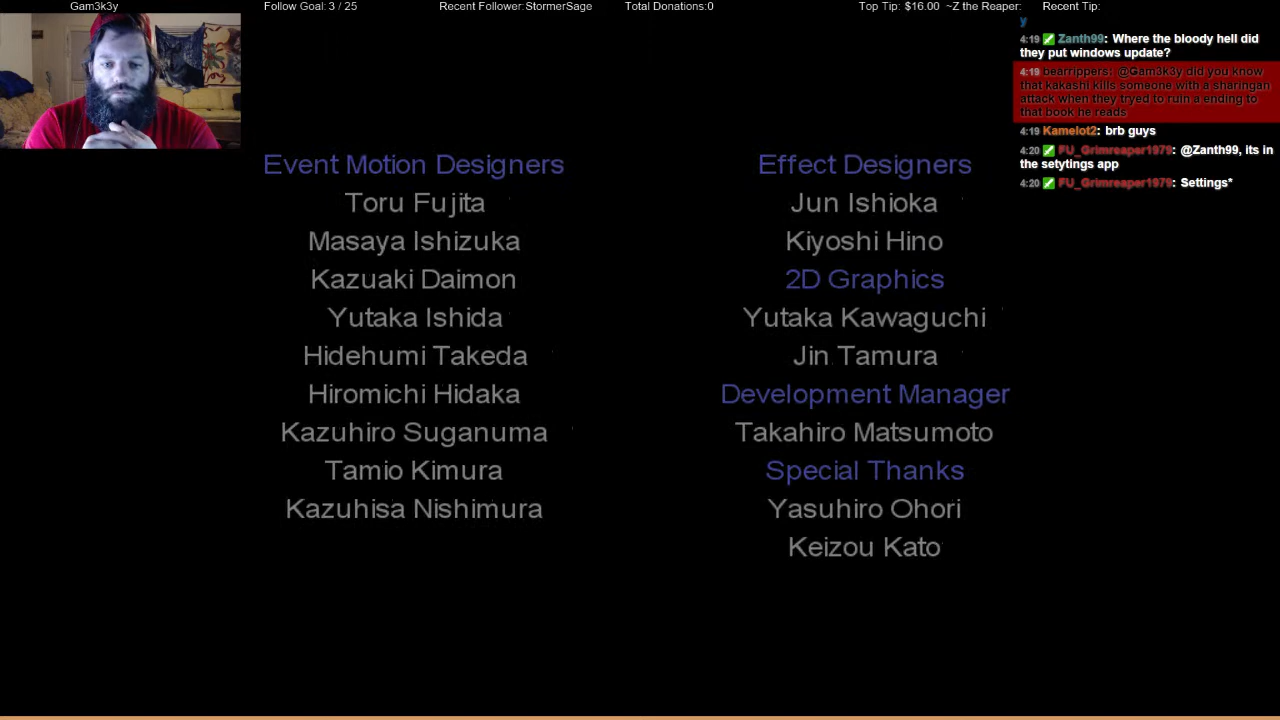 Gam3k3y
Follow Goal: 3 / 25
Recent Follower:StormerSage
Total Donations:0
Top Tip: $16.00 ~Z the Reaper:
Recent Tip:
y
4:19 Zanth99: Where the bloody hell did
they put windows update?
4:19 bearrippers: @Gam3k3y did you know
that kakashi kills someone with a sharingan
attack when they tryed to ruin a ending to
that book he reads
4:19 Kamelot2: brb guys
4:20 FU_Grimreaper1979: @Zanth99, its in
the setytings app
4:20 FU_Grimreaper1979: Settings*
Event Motion Designers
Toru Fujita
Masaya Ishizuka
Kazuaki Daimon
Yutaka Ishida
Hidehumi Takeda
Hiromichi Hidaka
Kazuhiro Suganuma
Tamio Kimura
Kazuhisa Nishimura
Effect Designers
Jun Ishioka
Kiyoshi Hino
2D Graphics
Yutaka Kawaguchi
Jin Tamura
Development Manager
Takahiro Matsumoto
Special Thanks
Yasuhiro Ohori
Keizou Kato